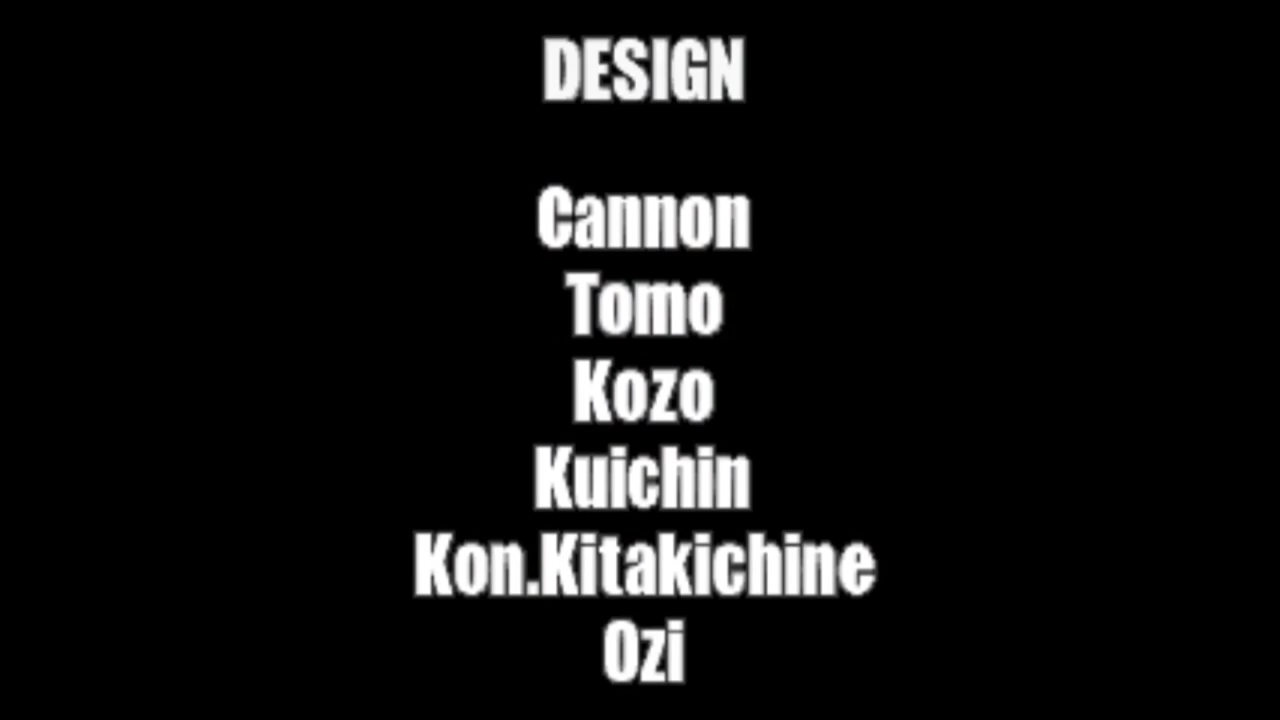 DESIGN
Cannon
Tomo
Kozo
Kuichin
Kon.Kitakichine
Ozi